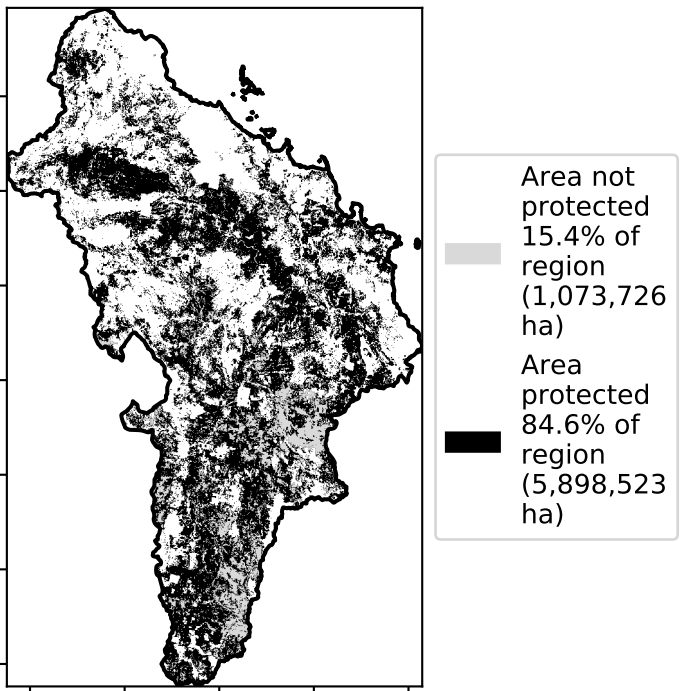 Area not
protected
15.4% of
region
(1,073,726
ha)
Area
protected
84.6% of
region
(5,898,523
ha)